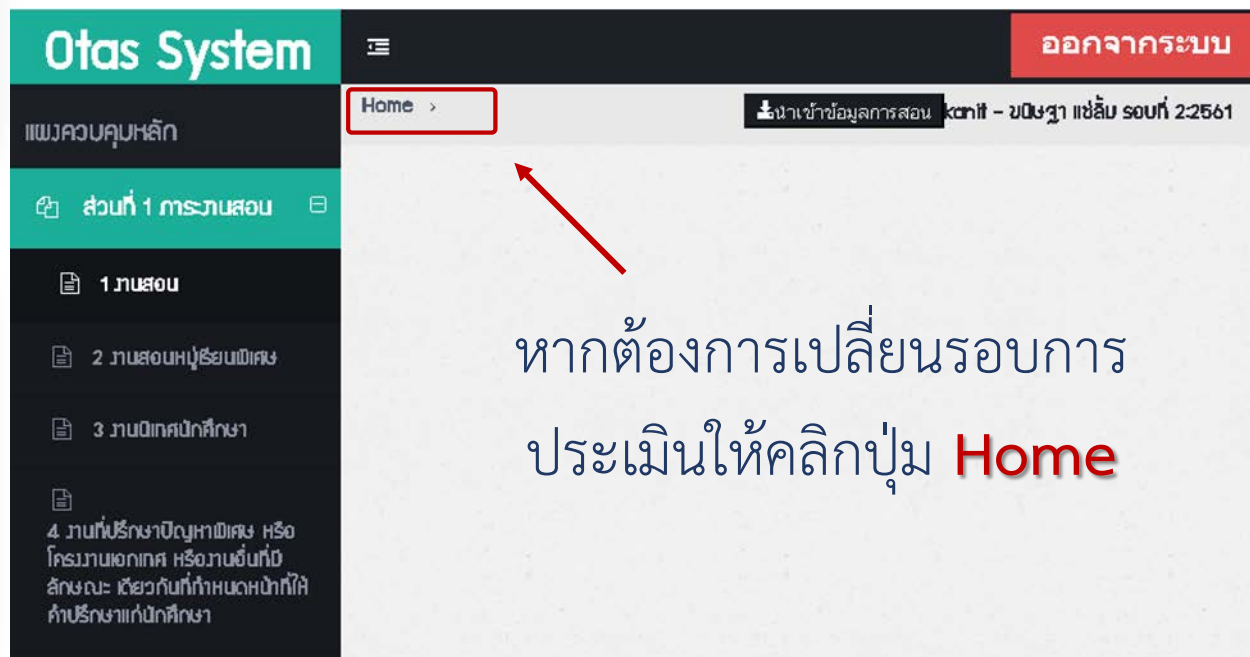 Otas System
ออกจากระบบ
แผงควบคุมหลัก
Home >
นำเข้าข้อมูลการสอน kanit - ขนิษฐา แซ่ลิ้ม รอบที่ 2:2561
ส่วนที่ 1 ภาระงานสอน
1 งานสอน
2 งานสอนหมู่เรียนพิเศษ
3 งานนิเทศนักศึกษา
4 งานที่ปรึกษาปัญหาพิเศษ หรือ
โครงงานเอกเทศ หรืองานอื่นที่มี
ลักษณะ เดียวกันที่กำหนดหน้าที่ให้
คำปรึกษาแก่นักศึกษา
หากต้องการเปลี่ยนรอบการ
ประเมินให้คลิกปุ่ม Home